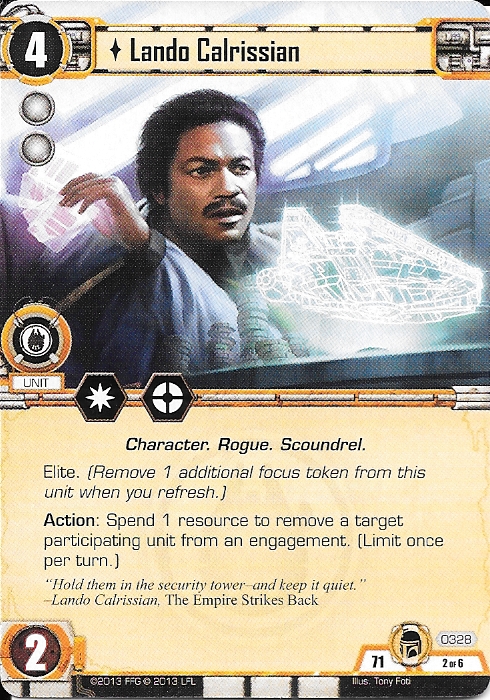 4
♦ Lando Calrissian
UNIT
Character. Rogue. Scoundrel.
Elite. (Remove 1 additional focus token from this
unit when you refresh.)
Action: Spend 1 resource to remove a target
participating unit from an engagement. (Limit once
per turn.)
“Hold them in the security tower–and keep it quiet.”
–Lando Calrissian, The Empire Strikes Back
2
0328
71
2 OF 6
©2013 FFG © 2013 LFL
Illus. Tony Foti